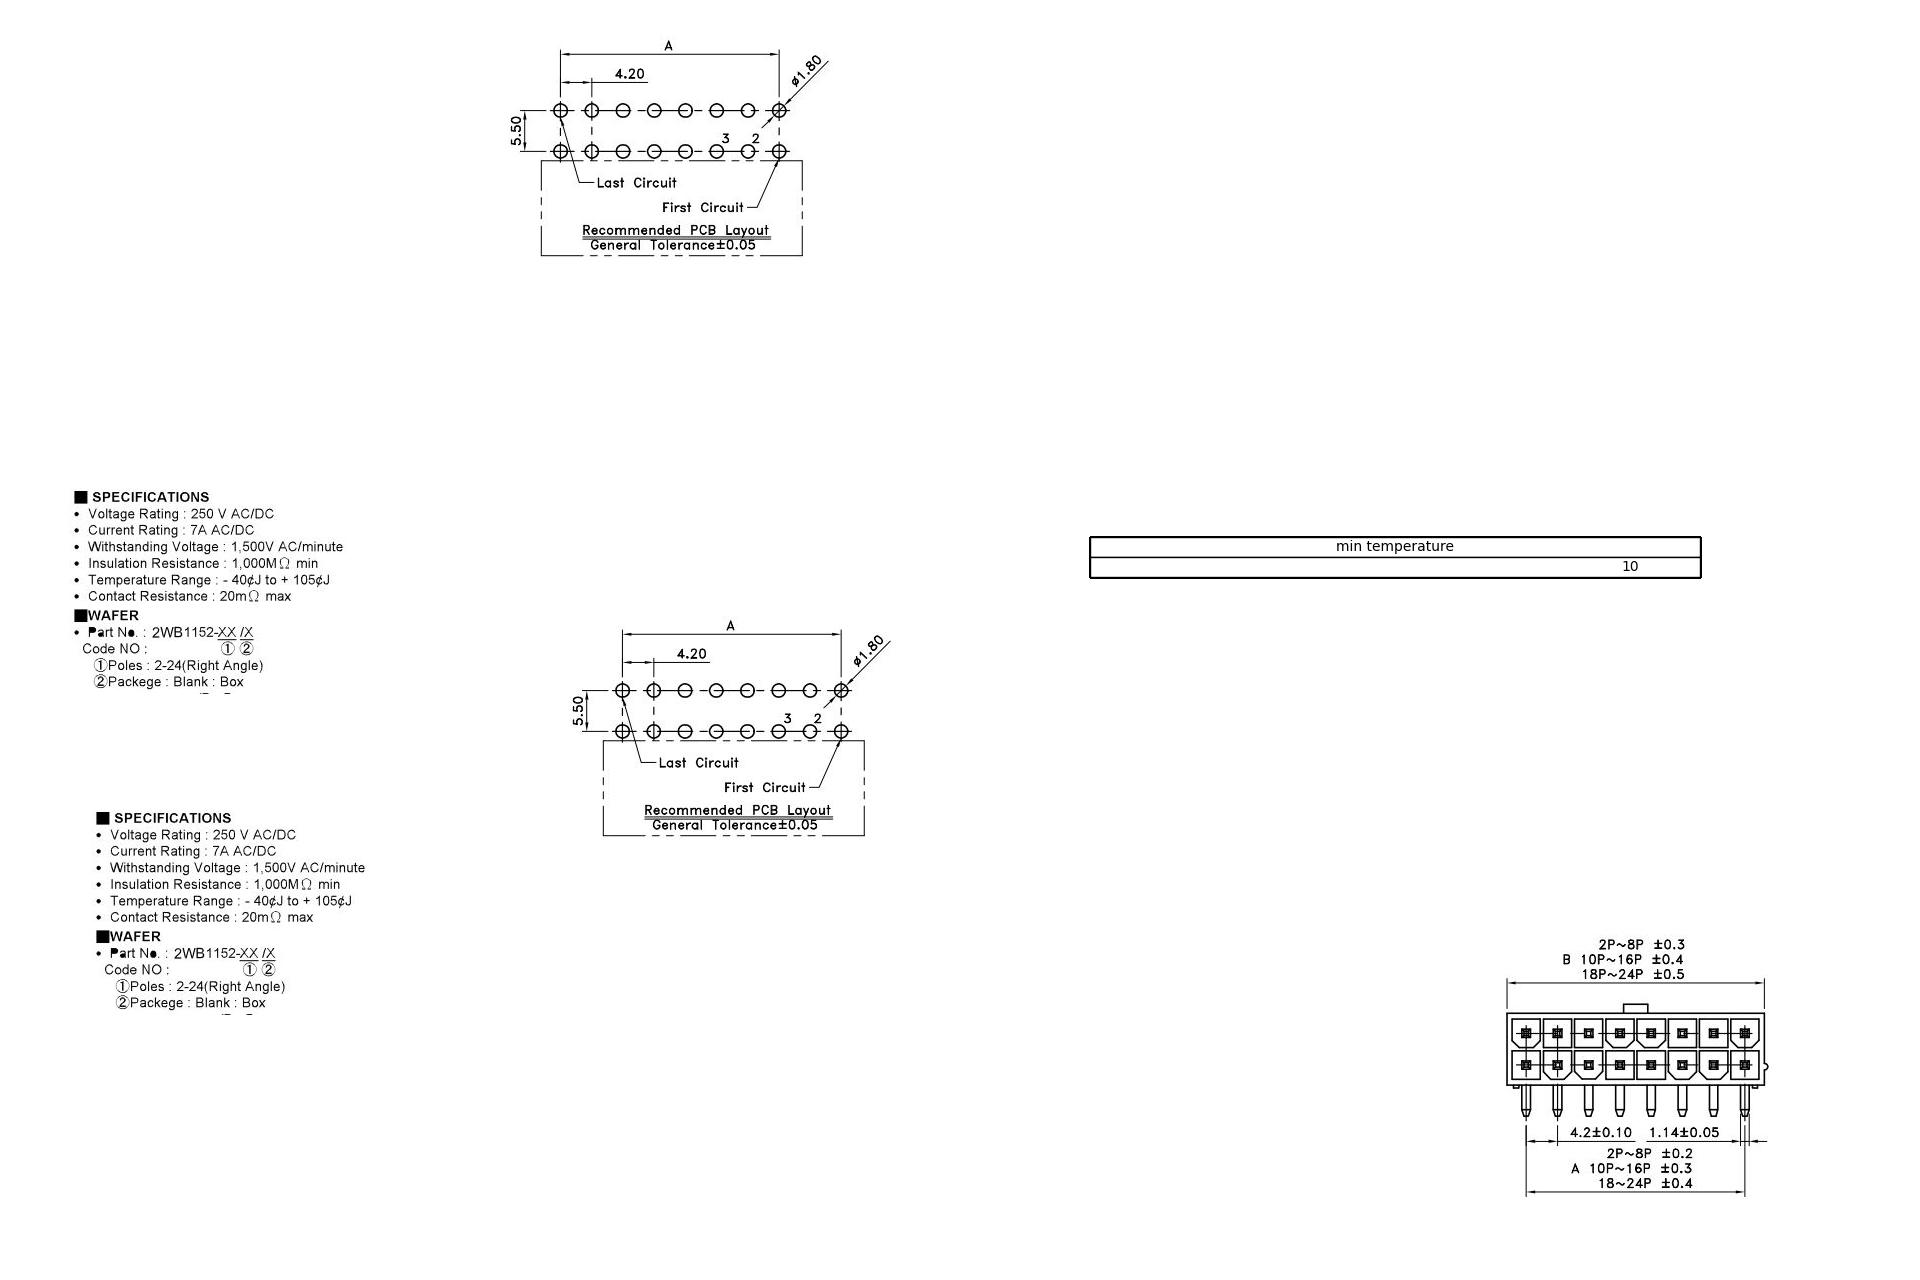 A
4.20
ø1.80
5.50
3 2
Last Circuit
First Circuit
Recommended PCB Layout
General Tolerance±0.05
■ SPECIFICATIONS
• Voltage Rating : 250 V AC/DC
• Current Rating : 7A AC/DC
• Withstanding Voltage : 1,500V AC/minute
• Insulation Resistance : 1,000MΩ min
• Temperature Range : - 40¢J to + 105¢J
• Contact Resistance : 20mΩ max
■WAFER
• Part No. : 2WB1152-XX /X
Code NO : ① ②
①Poles : 2-24(Right Angle)
②Packege : Blank : Box
min temperature
10
A
4.20
ø1.80
5.50
3 2
Last Circuit
First Circuit
Recommended PCB Layout
General Tolerance±0.05
■ SPECIFICATIONS
• Voltage Rating : 250 V AC/DC
• Current Rating : 7A AC/DC
• Withstanding Voltage : 1,500V AC/minute
• Insulation Resistance : 1,000MΩ min
• Temperature Range : - 40¢J to + 105¢J
• Contact Resistance : 20mΩ max
■WAFER
• Part No. : 2WB1152-XX /X
Code NO : ① ②
①Poles : 2-24(Right Angle)
②Packege : Blank : Box
2P~8P ±0.3
B 10P~16P ±0.4
18P~24P ±0.5
4.2±0.10 1.14±0.05
2P~8P ±0.2
A 10P~16P ±0.3
18~24P ±0.4